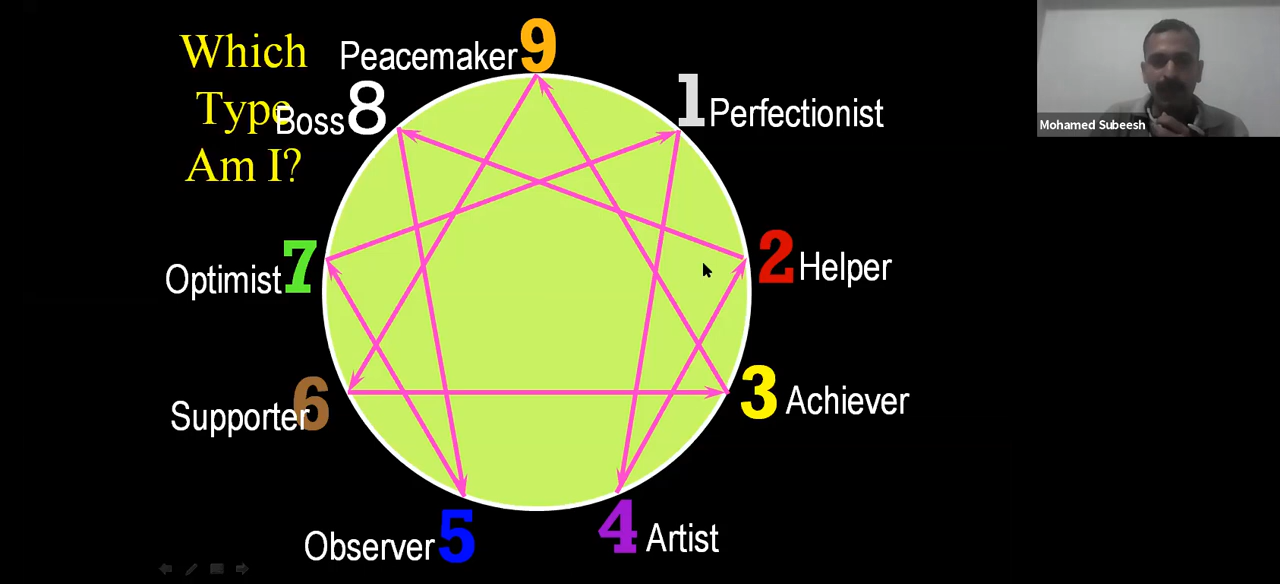 Which
Type
Am I?
Peacemaker 9
Boss 8
1 Perfectionist
Optimist 7
2 Helper
Supporter 6
3 Achiever
Observer 5
4 Artist
Mohamed Subeesh